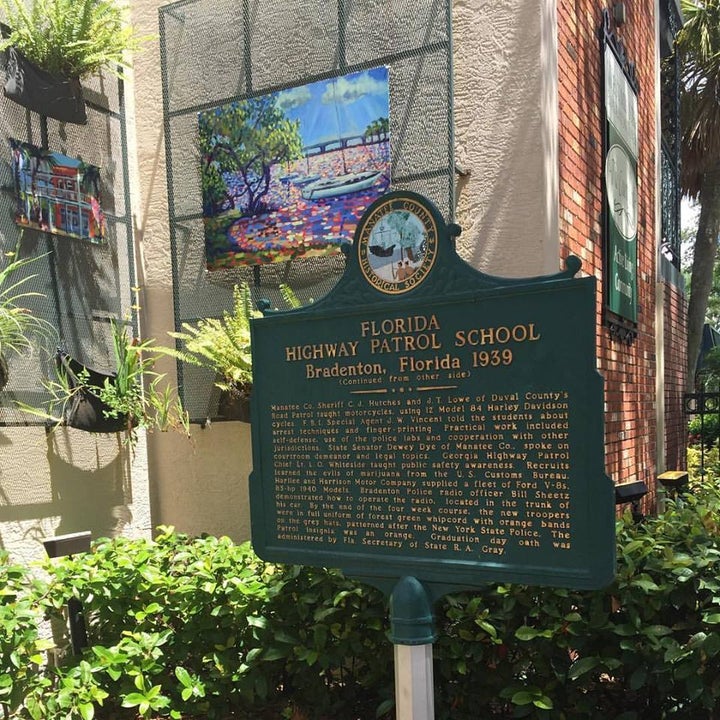 MANATEE COUNTY
HISTORICAL SOCIETY
FLORIDA
HIGHWAY PATROL SCHOOL
Bradenton, Florida 1939
(Continued from other side)
Manatee Co. Sheriff C. J. Hutches and J. T. Lowe of Duval County's
Road Patrol taught motorcycles, using 12 Model 84 Harley Davidson
cycles. F.B.I. Special Agent J. W. Vincent told the students about
arrest techniques and finger-printing. Practical work included
self-defense, use of the police labs and cooperation with other
jurisdictions. State Senator Dewey Dye of Manatee Co., spoke on
courtroom demeanor and legal topics. Georgia Highway Patrol
Chief Lt. L. O. Whiteside taught public safety awareness. Recruits
learned the evils of marijuana from the U.S. Customs Bureau.
Harllee and Harrison Motor Company supplied a fleet of Ford V-8s,
85-hp 1940 Models. Bradenton Police radio officer Bill Sheetz
demonstrated how to operate the radio, located in the trunk of
his car. By the end of the four week course, the new troopers
were in full uniform of forest green whipcord with orange bands
on the grey hats, patterned after the New York State Police. The
Patrol insignia was an orange. Graduation day oath was
administered by Fla. Secretary of State R. A. Gray.